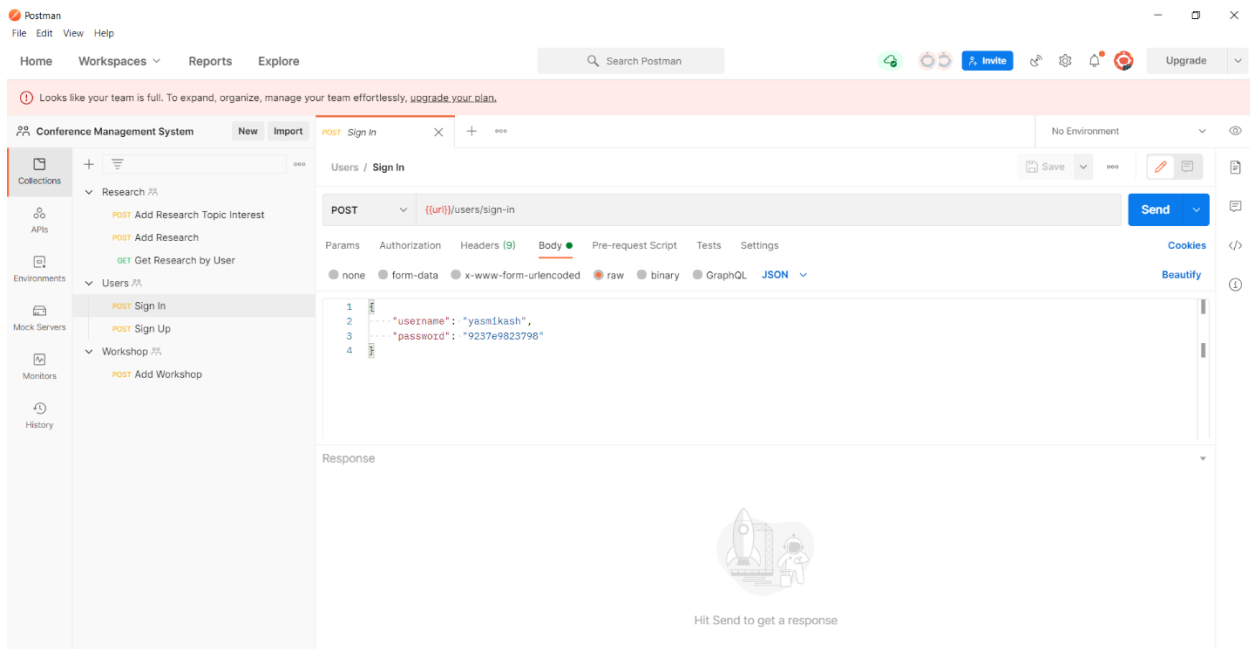 Postman
File Edit View Help
Home Workspaces Reports Explore Search Postman Invite Upgrade
Looks like your team is full. To expand, organize, manage your team effortlessly, upgrade your plan.
Conference Management System New Import POST Sign In No Environment
Collections
APIs
Environments
Mock Servers
Monitors
History
Research
POST Add Research Topic Interest
POST Add Research
GET Get Research by User
Users
POST Sign In
POST Sign Up
Workshop
POST Add Workshop
Users / Sign In Save
POST {{url}}/users/sign-in Send
Params Authorization Headers (9) Body Pre-request Script Tests Settings Cookies
none form-data x-www-form-urlencoded raw binary GraphQL JSON Beautify
1 {
2 "username": "yasmikash",
3 "password": "9237e9823798"
4 }
Response
Hit Send to get a response